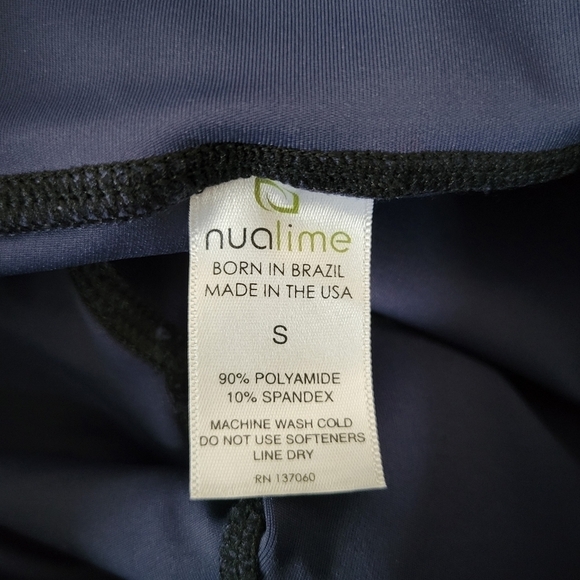 nualime
BORN IN BRAZIL
MADE IN THE USA
S
90% POLYAMIDE
10% SPANDEX
MACHINE WASH COLD
DO NOT USE SOFTENERS
LINE DRY
RN 137060